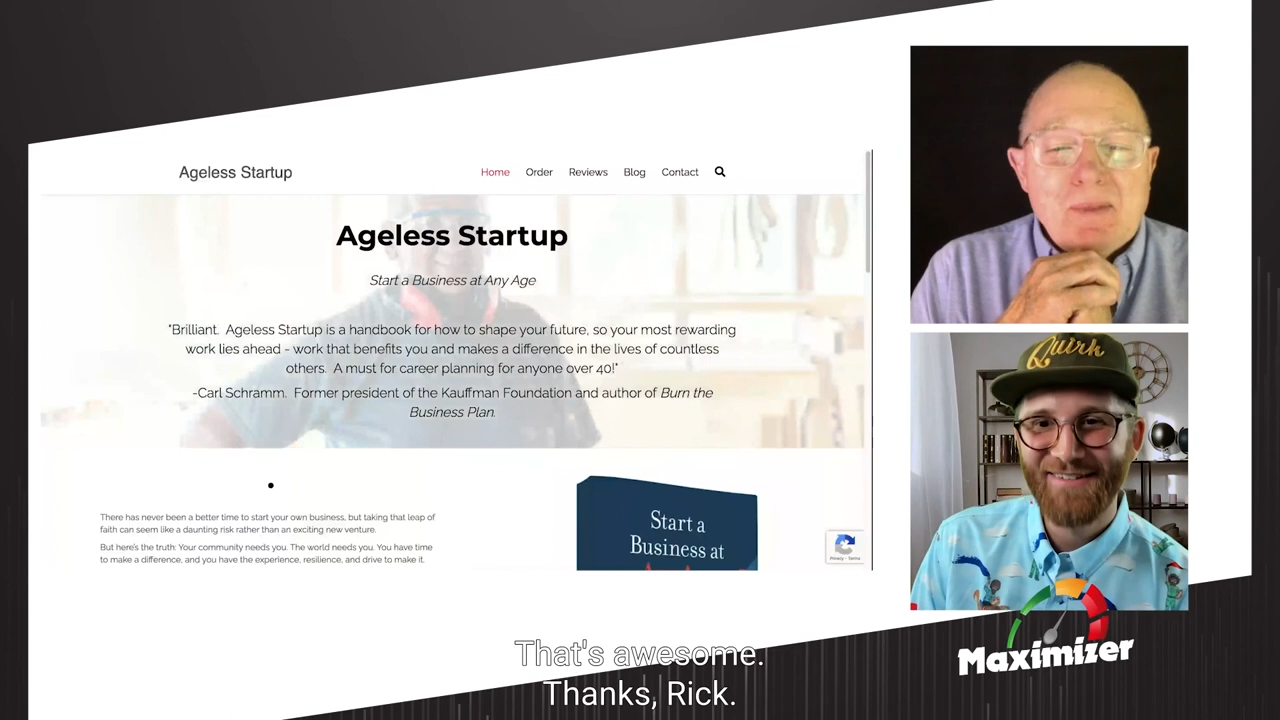 Ageless Startup
Home Order Reviews Blog Contact
Ageless Startup
Start a Business at Any Age
"Brilliant. Ageless Startup is a handbook for how to shape your future, so your most rewarding
work lies ahead - work that benefits you and makes a difference in the lives of countless
others. A must for career planning for anyone over 40!"
-Carl Schramm. Former president of the Kauffman Foundation and author of Burn the
Business Plan.
There has never been a better time to start your own business, but taking that leap of
faith can seem like a daunting risk rather than an exciting new venture.
But here's the truth: Your community needs you. The world needs you. You have time
to make a difference, and you have the experience, resilience, and drive to make it.
Start a
Business at
Privacy - Terms
Quirk
Maximizer
That's awesome.
Thanks, Rick.